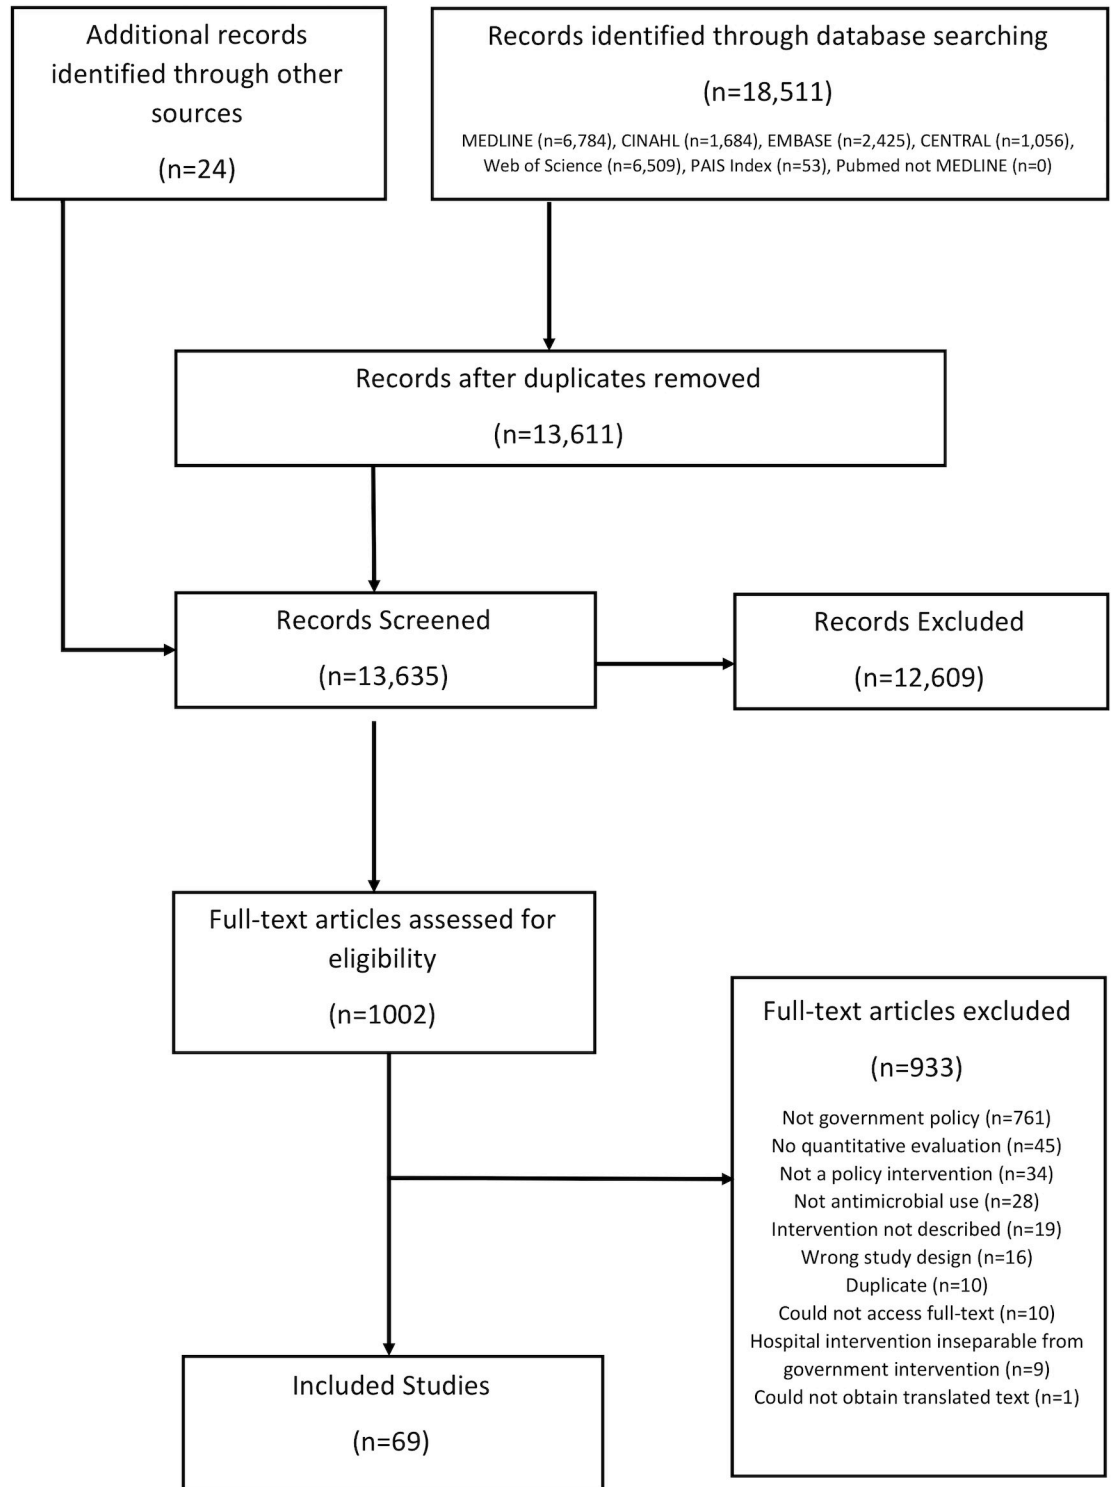 Additional records
identified through other
sources
(n=24)
Records identified through database searching
(n=18,511)
MEDLINE (n=6,784), CINAHL (n=1,684), EMBASE (n=2,425), CENTRAL (n=1,056),
Web of Science (n=6,509), PAIS Index (n=53), Pubmed not MEDLINE (n=0)
Records after duplicates removed
(n=13,611)
Records Screened
(n=13,635)
Records Excluded
(n=12,609)
Full-text articles assessed for
eligibility
(n=1002)
Full-text articles excluded
(n=933)
Not government policy (n=761)
No quantitative evaluation (n=45)
Not a policy intervention (n=34)
Not antimicrobial use (n=28)
Intervention not described (n=19)
Wrong study design (n=16)
Duplicate (n=10)
Could not access full-text (n=10)
Hospital intervention inseparable from
government intervention (n=9)
Could not obtain translated text (n=1)
Included Studies
(n=69)